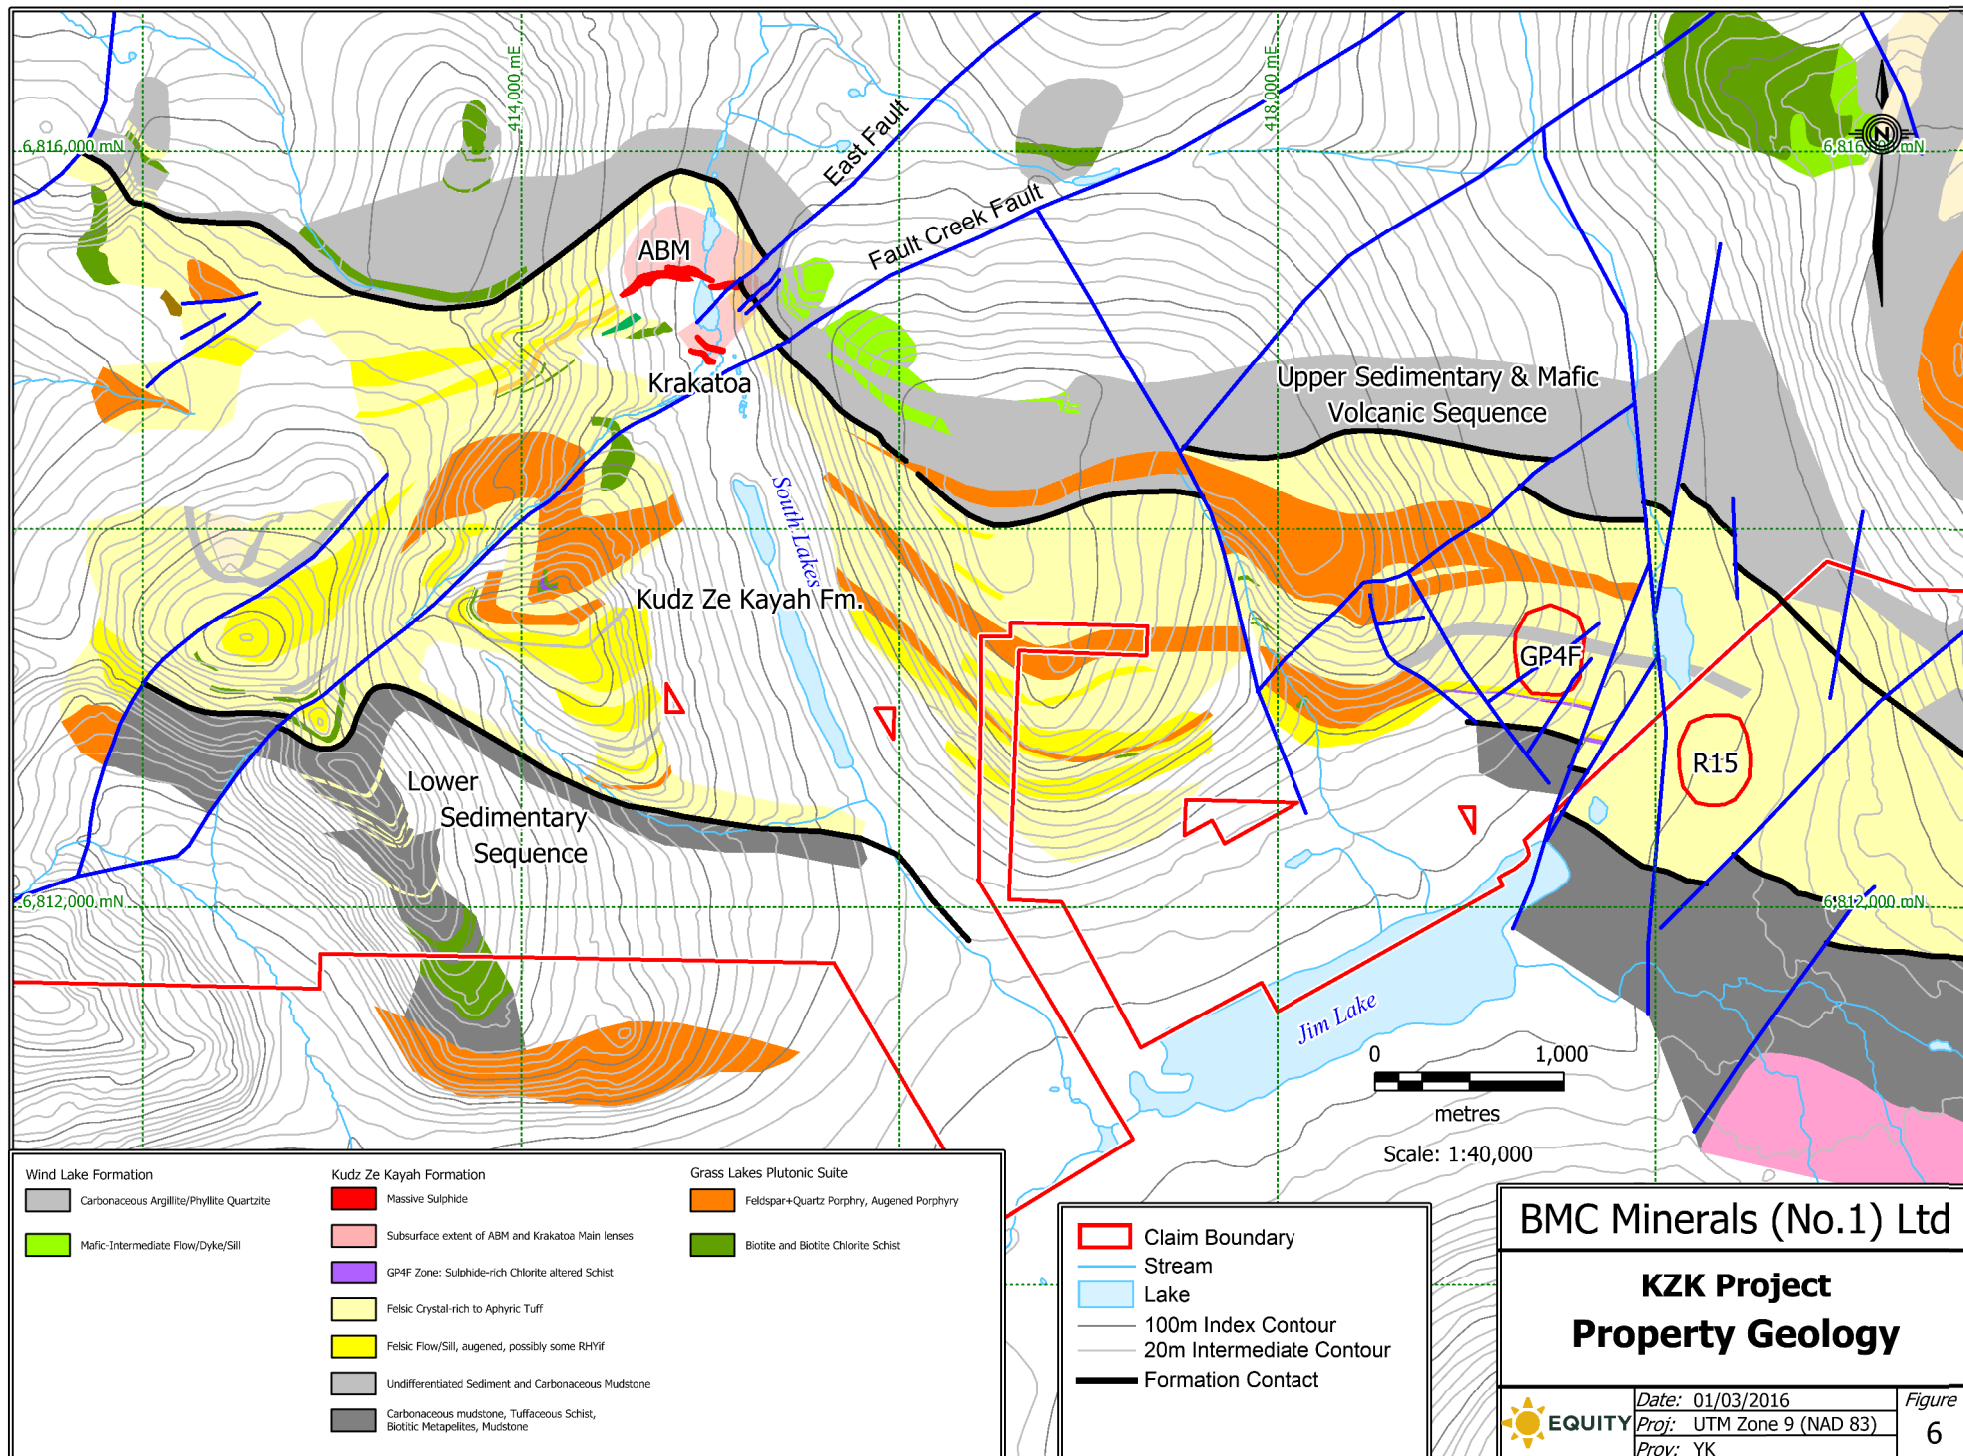 414,000 mE
418,000 mE
6,816,000 mN
6,816, mN
East Fault
Fault Creek Fault
ABM
Krakatoa
Upper Sedimentary & Mafic
Volcanic Sequence
South Lakes
Kudz Ze Kayah Fm.
GP4F
R15
Lower
Sedimentary
Sequence
6,812,000 mN
6,812,000 mN
Jim Lake
N
0 1,000
metres
Scale: 1:40,000
Wind Lake Formation
Carbonaceous Argillite/Phyllite Quartzite
Mafic-Intermediate Flow/Dyke/Sill
Kudz Ze Kayah Formation
Massive Sulphide
Subsurface extent of ABM and Krakatoa Main lenses
GP4F Zone: Sulphide-rich Chlorite altered Schist
Felsic Crystal-rich to Aphyric Tuff
Felsic Flow/Sill, augened, possibly some RHYif
Undifferentiated Sediment and Carbonaceous Mudstone
Carbonaceous mudstone, Tuffaceous Schist,
Biotitic Metapelites, Mudstone
Grass Lakes Plutonic Suite
Feldspar+Quartz Porphry, Augened Porphyry
Biotite and Biotite Chlorite Schist
Claim Boundary
Stream
Lake
100m Index Contour
20m Intermediate Contour
Formation Contact
BMC Minerals (No.1) Ltd
KZK Project
Property Geology
EQUITY
Date: 01/03/2016
Proj: UTM Zone 9 (NAD 83)
Prov: YK
Figure
6